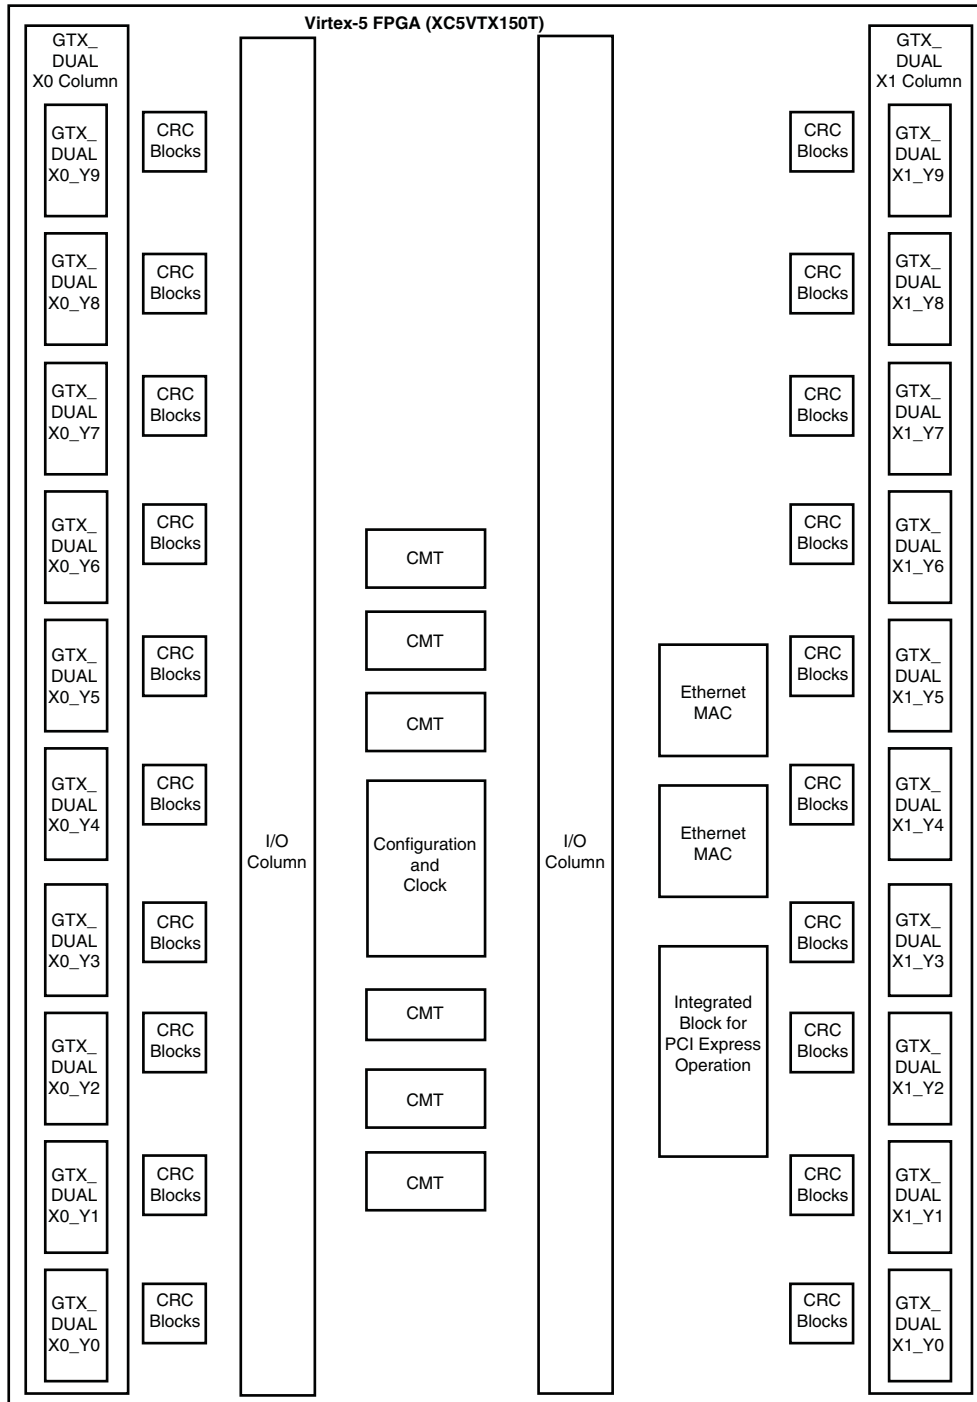 Virtex-5 FPGA (XC5VTX150T)
GTX_
DUAL
X0 Column
GTX_
DUAL
X1 Column
GTX_
DUAL
X0_Y9
CRC
Blocks
CRC
Blocks
GTX_
DUAL
X1_Y9
GTX_
DUAL
X0_Y8
CRC
Blocks
CRC
Blocks
GTX_
DUAL
X1_Y8
GTX_
DUAL
X0_Y7
CRC
Blocks
CRC
Blocks
GTX_
DUAL
X1_Y7
GTX_
DUAL
X0_Y6
CRC
Blocks
CMT
CRC
Blocks
GTX_
DUAL
X1_Y6
CMT
GTX_
DUAL
X0_Y5
CRC
Blocks
CMT
Ethernet
MAC
CRC
Blocks
GTX_
DUAL
X1_Y5
GTX_
DUAL
X0_Y4
CRC
Blocks
I/O
Column
Configuration
and
Clock
I/O
Column
Ethernet
MAC
CRC
Blocks
GTX_
DUAL
X1_Y4
GTX_
DUAL
X0_Y3
CRC
Blocks
CRC
Blocks
GTX_
DUAL
X1_Y3
GTX_
DUAL
X0_Y2
CRC
Blocks
CMT
Integrated
Block for
PCI Express
Operation
CRC
Blocks
GTX_
DUAL
X1_Y2
CMT
GTX_
DUAL
X0_Y1
CRC
Blocks
CMT
CRC
Blocks
GTX_
DUAL
X1_Y1
GTX_
DUAL
X0_Y0
CRC
Blocks
CRC
Blocks
GTX_
DUAL
X1_Y0